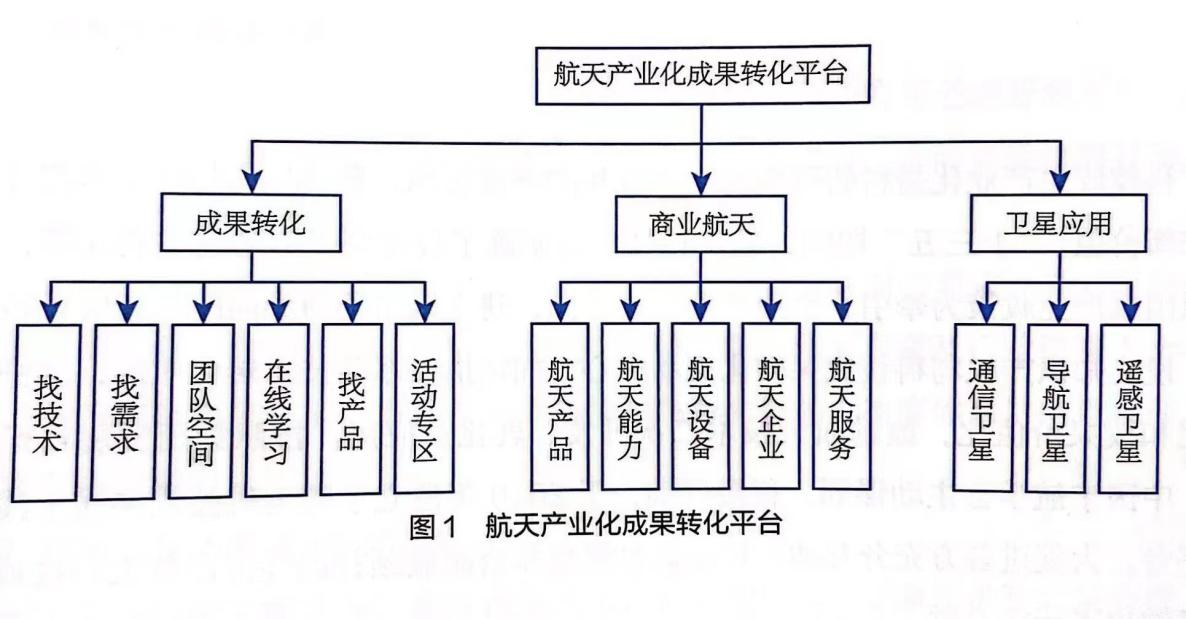 航天产业化成果转化平台
成果转化
商业航天
卫星应用
找技术
找需求
团队空间
在线学习
找产品
活动专区
航天产品
航天能力
航天设备
航天企业
航天服务
通信卫星
导航卫星
遥感卫星
图1 航天产业化成果转化平台